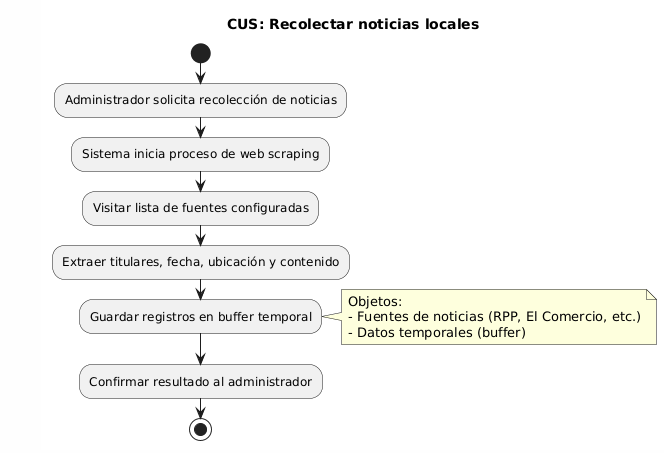 CUS: Recolectar noticias locales
Administrador solicita recolección de noticias
Sistema inicia proceso de web scraping
Visitar lista de fuentes configuradas
Extraer titulares, fecha, ubicación y contenido
Guardar registros en buffer temporal
Objetos:
- Fuentes de noticias (RPP, El Comercio, etc.)
- Datos temporales (buffer)
Confirmar resultado al administrador